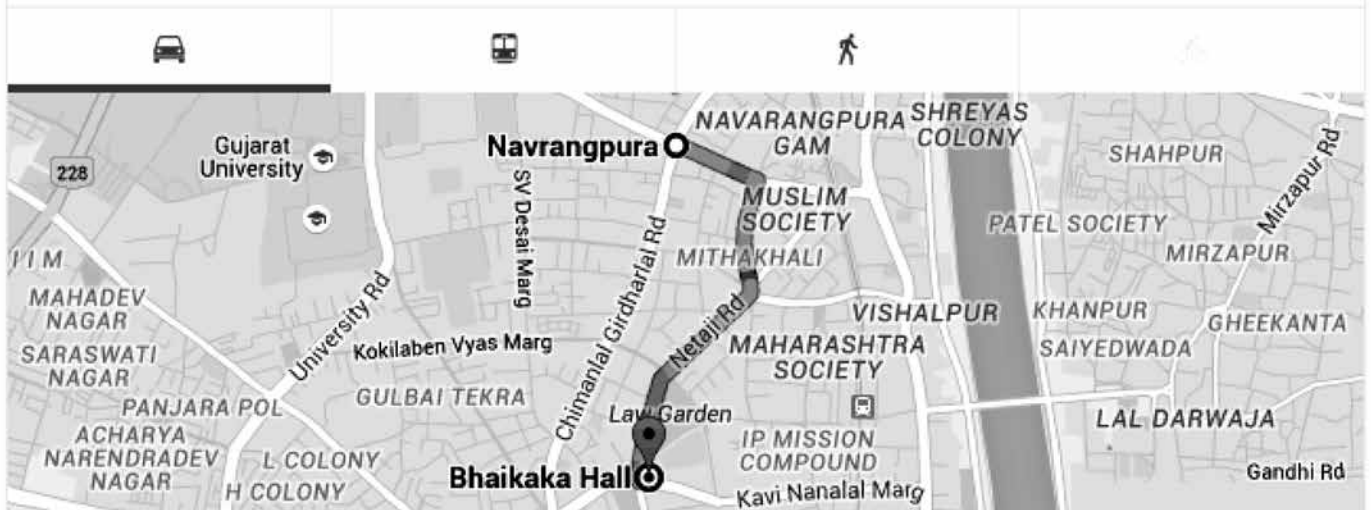 Navrangpura
NAVARANGPURA
GAM
SHREYAS
COLONY
SHAHPUR
Mirzapur Rd
Gujarat
University
228
SV Desai Marg
MUSLIM
SOCIETY
PATEL SOCIETY
MIRZAPUR
MITHAKHALI
IIM
MAHADEV
NAGAR
University Rd
Chimanlal Girdharlal Rd
Netaji Rd
VISHALPUR
KHANPUR
GHEEKANTA
SARASWATI
NAGAR
Kokilaben Vyas Marg
MAHARASHTRA
SOCIETY
SAIYEDWADA
PANJARA POL
GULBAI TEKRA
Law Garden
LAL DARWAJA
ACHARYA
NARENDRADEV
NAGAR
L COLONY
H COLONY
IP MISSION
COMPOUND
Bhaikaka Hall
Kavi Nanalal Marg
Gandhi Rd